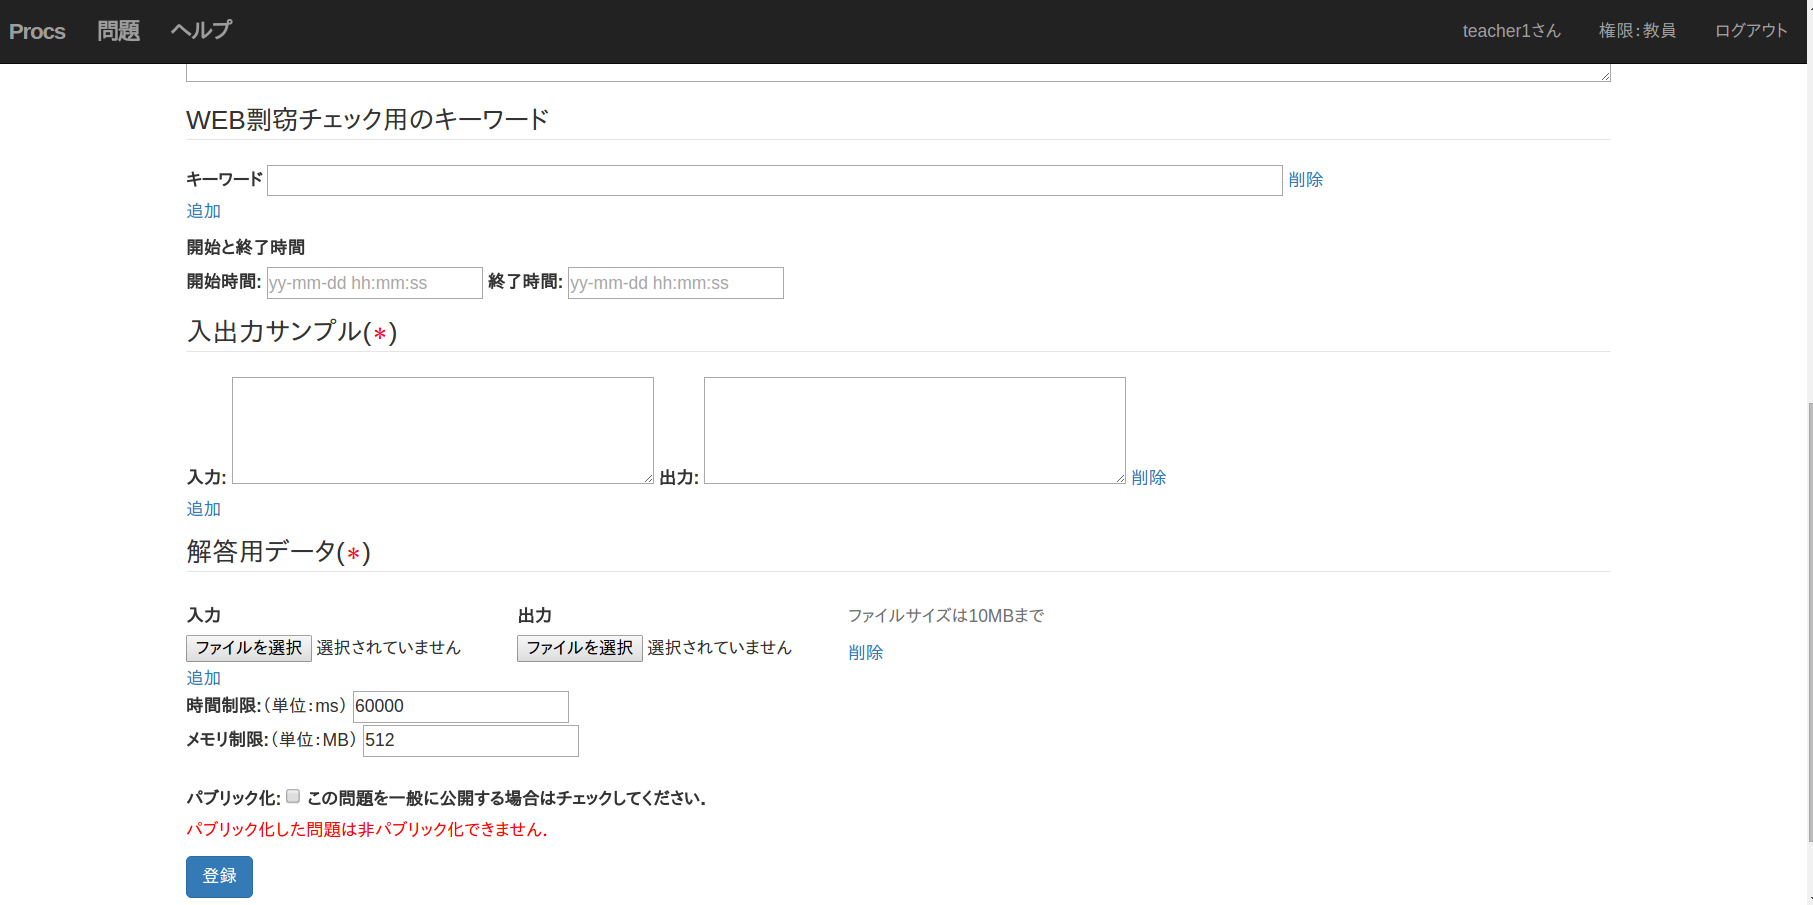 Procs 問題 ヘルプ teacher1さん 権限:教員 ログアウト
WEB剽窃チェック用のキーワード
キーワード 削除
追加
開始と終了時間
開始時間: yy-mm-dd hh:mm:ss 終了時間: yy-mm-dd hh:mm:ss
入出力サンプル(*)
入力: 出力: 削除
追加
解答用データ(*)
入力 出力 ファイルサイズは10MBまで
ファイルを選択 選択されていません ファイルを選択 選択されていません 削除
追加
時間制限:(単位:ms) 60000
メモリ制限:(単位:MB) 512
パブリック化: この問題を一般に公開する場合はチェックしてください.
パブリック化した問題は非パブリック化できません.
登録